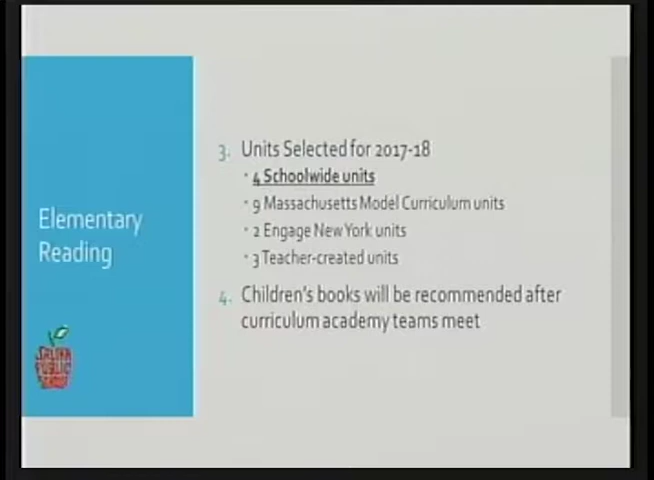 Elementary
Reading
3. Units Selected for 2017-18
• 4 Schoolwide units
• 9 Massachusetts Model Curriculum units
• 2 Engage New York units
• 3 Teacher-created units
4. Children's books will be recommended after
curriculum academy teams meet